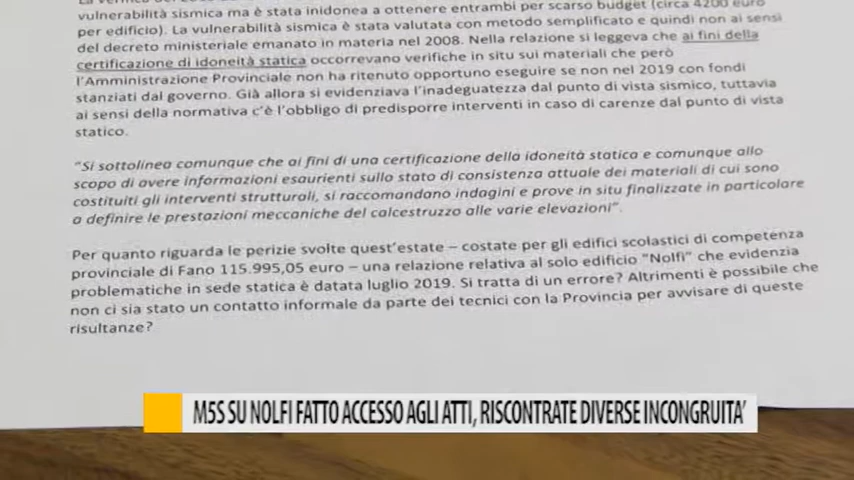 vulnerabilità sismica ma è stata inidonea a ottenere entrambi per scarso budget (circa 4200 euro
per edificio). La vulnerabilità sismica è stata valutata con metodo semplificato e quindi non ai sensi
del decreto ministeriale emanato in materia nel 2008. Nella relazione si leggeva che ai fini della
certificazione di idoneità statica occorrevano verifiche in situ sui materiali che però
l'Amministrazione Provinciale non ha ritenuto opportuno eseguire se non nel 2019 con fondi
stanziati dal governo. Già allora si evidenziava l'inadeguatezza dal punto di vista sismico, tuttavia
ai sensi della normativa c'è l'obbligo di predisporre interventi in caso di carenze dal punto di vista
statico.
"Si sottolinea comunque che ai fini di una certificazione della idoneità statica e comunque allo
scopo di avere informazioni esaurienti sullo stato di consistenza attuale dei materiali di cui sono
costituiti gli interventi strutturali, si raccomandano indagini e prove in situ finalizzate in particolare
a definire le prestazioni meccaniche del calcestruzzo alle varie elevazioni".
Per quanto riguarda le perizie svolte quest'estate – costate per gli edifici scolastici di competenza
provinciale di Fano 115.995,05 euro – una relazione relativa al solo edificio "Nolfi" che evidenzia
problematiche in sede statica è datata luglio 2019. Si tratta di un errore? Altrimenti è possibile che
non ci sia stato un contatto informale da parte dei tecnici con la Provincia per avvisare di queste
risultanze?
M5S SU NOLFI FATTO ACCESSO AGLI ATTI, RISCONTRATE DIVERSE INCONGRUITA'